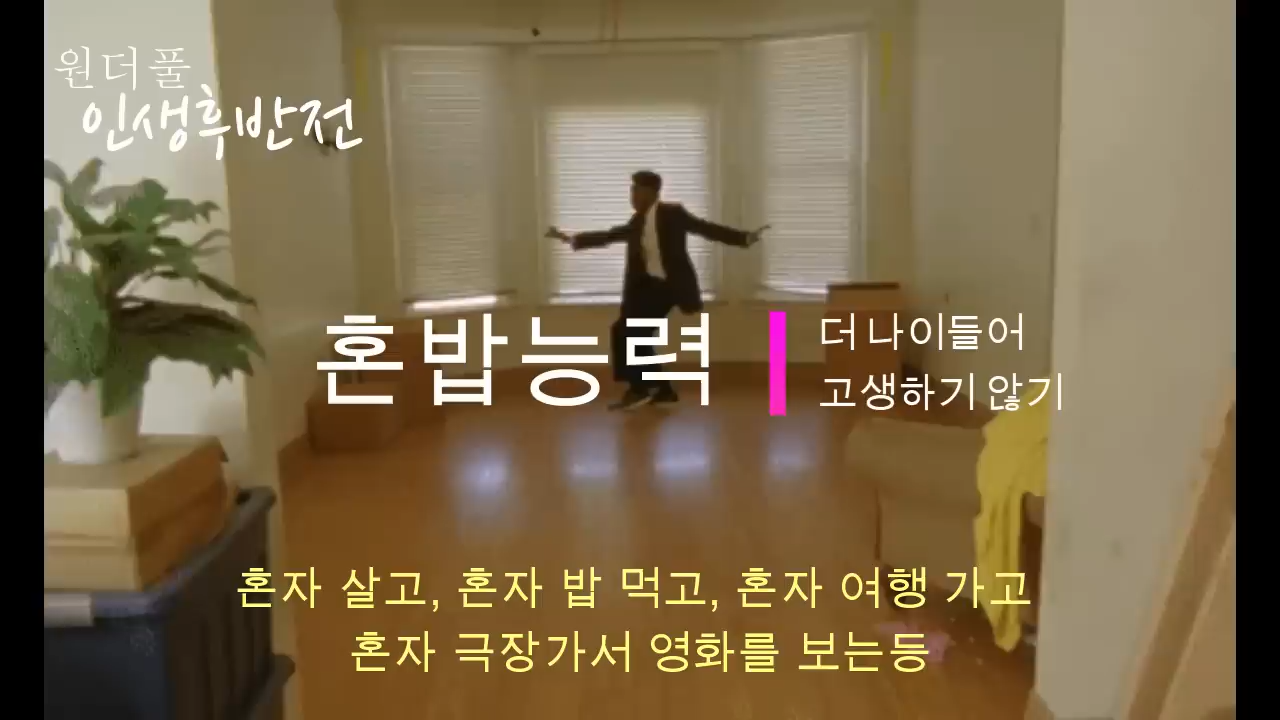 원더풀
인생후반전
혼밥능력
더 나이들어
고생하기 않기
혼자 살고, 혼자 밥 먹고, 혼자 여행 가고
혼자 극장가서 영화를 보는등